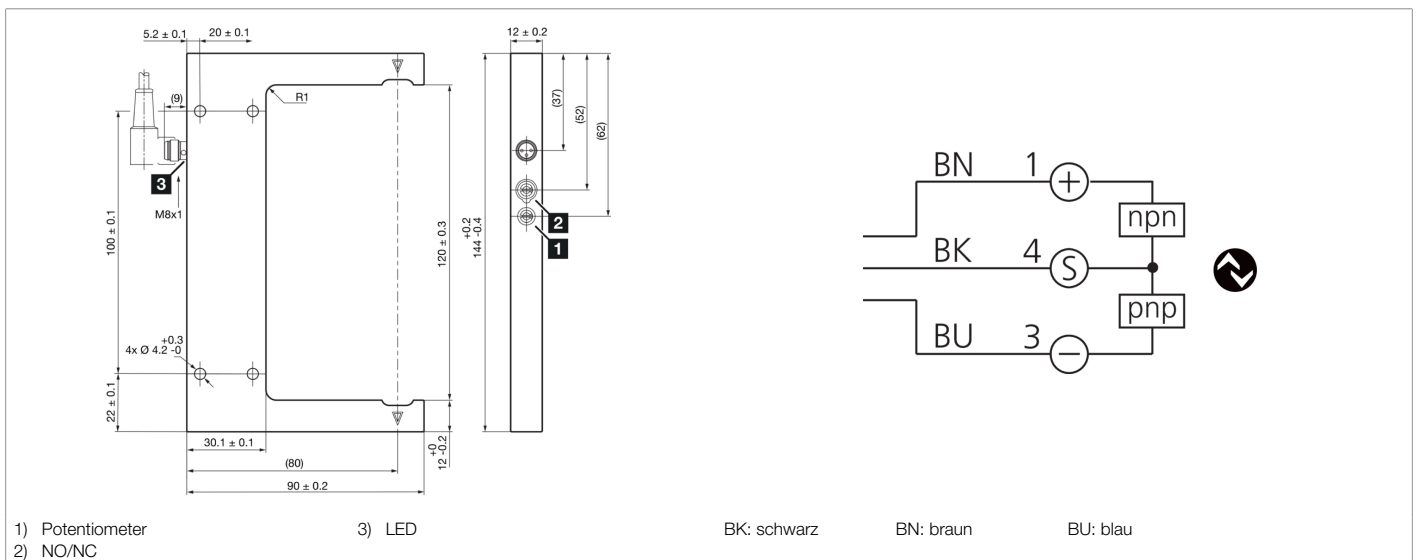 5.2 ± 0.1
20 ± 0.1
12 ± 0.2
(9)
R1
(37)
(52)
(62)
3
M8x1
2
1
100 ± 0.1
120 ± 0.3
+0.2
144 -0.4
+0.3
4x Ø 4.2 -0
22 ± 0.1
30.1 ± 0.1
+0
12 -0.2
(80)
90 ± 0.2
BN 1 +
npn
BK 4 S
pnp
BU 3 −
1) Potentiometer 3) LED BK: schwarz BN: braun BU: blau
2) NO/NC